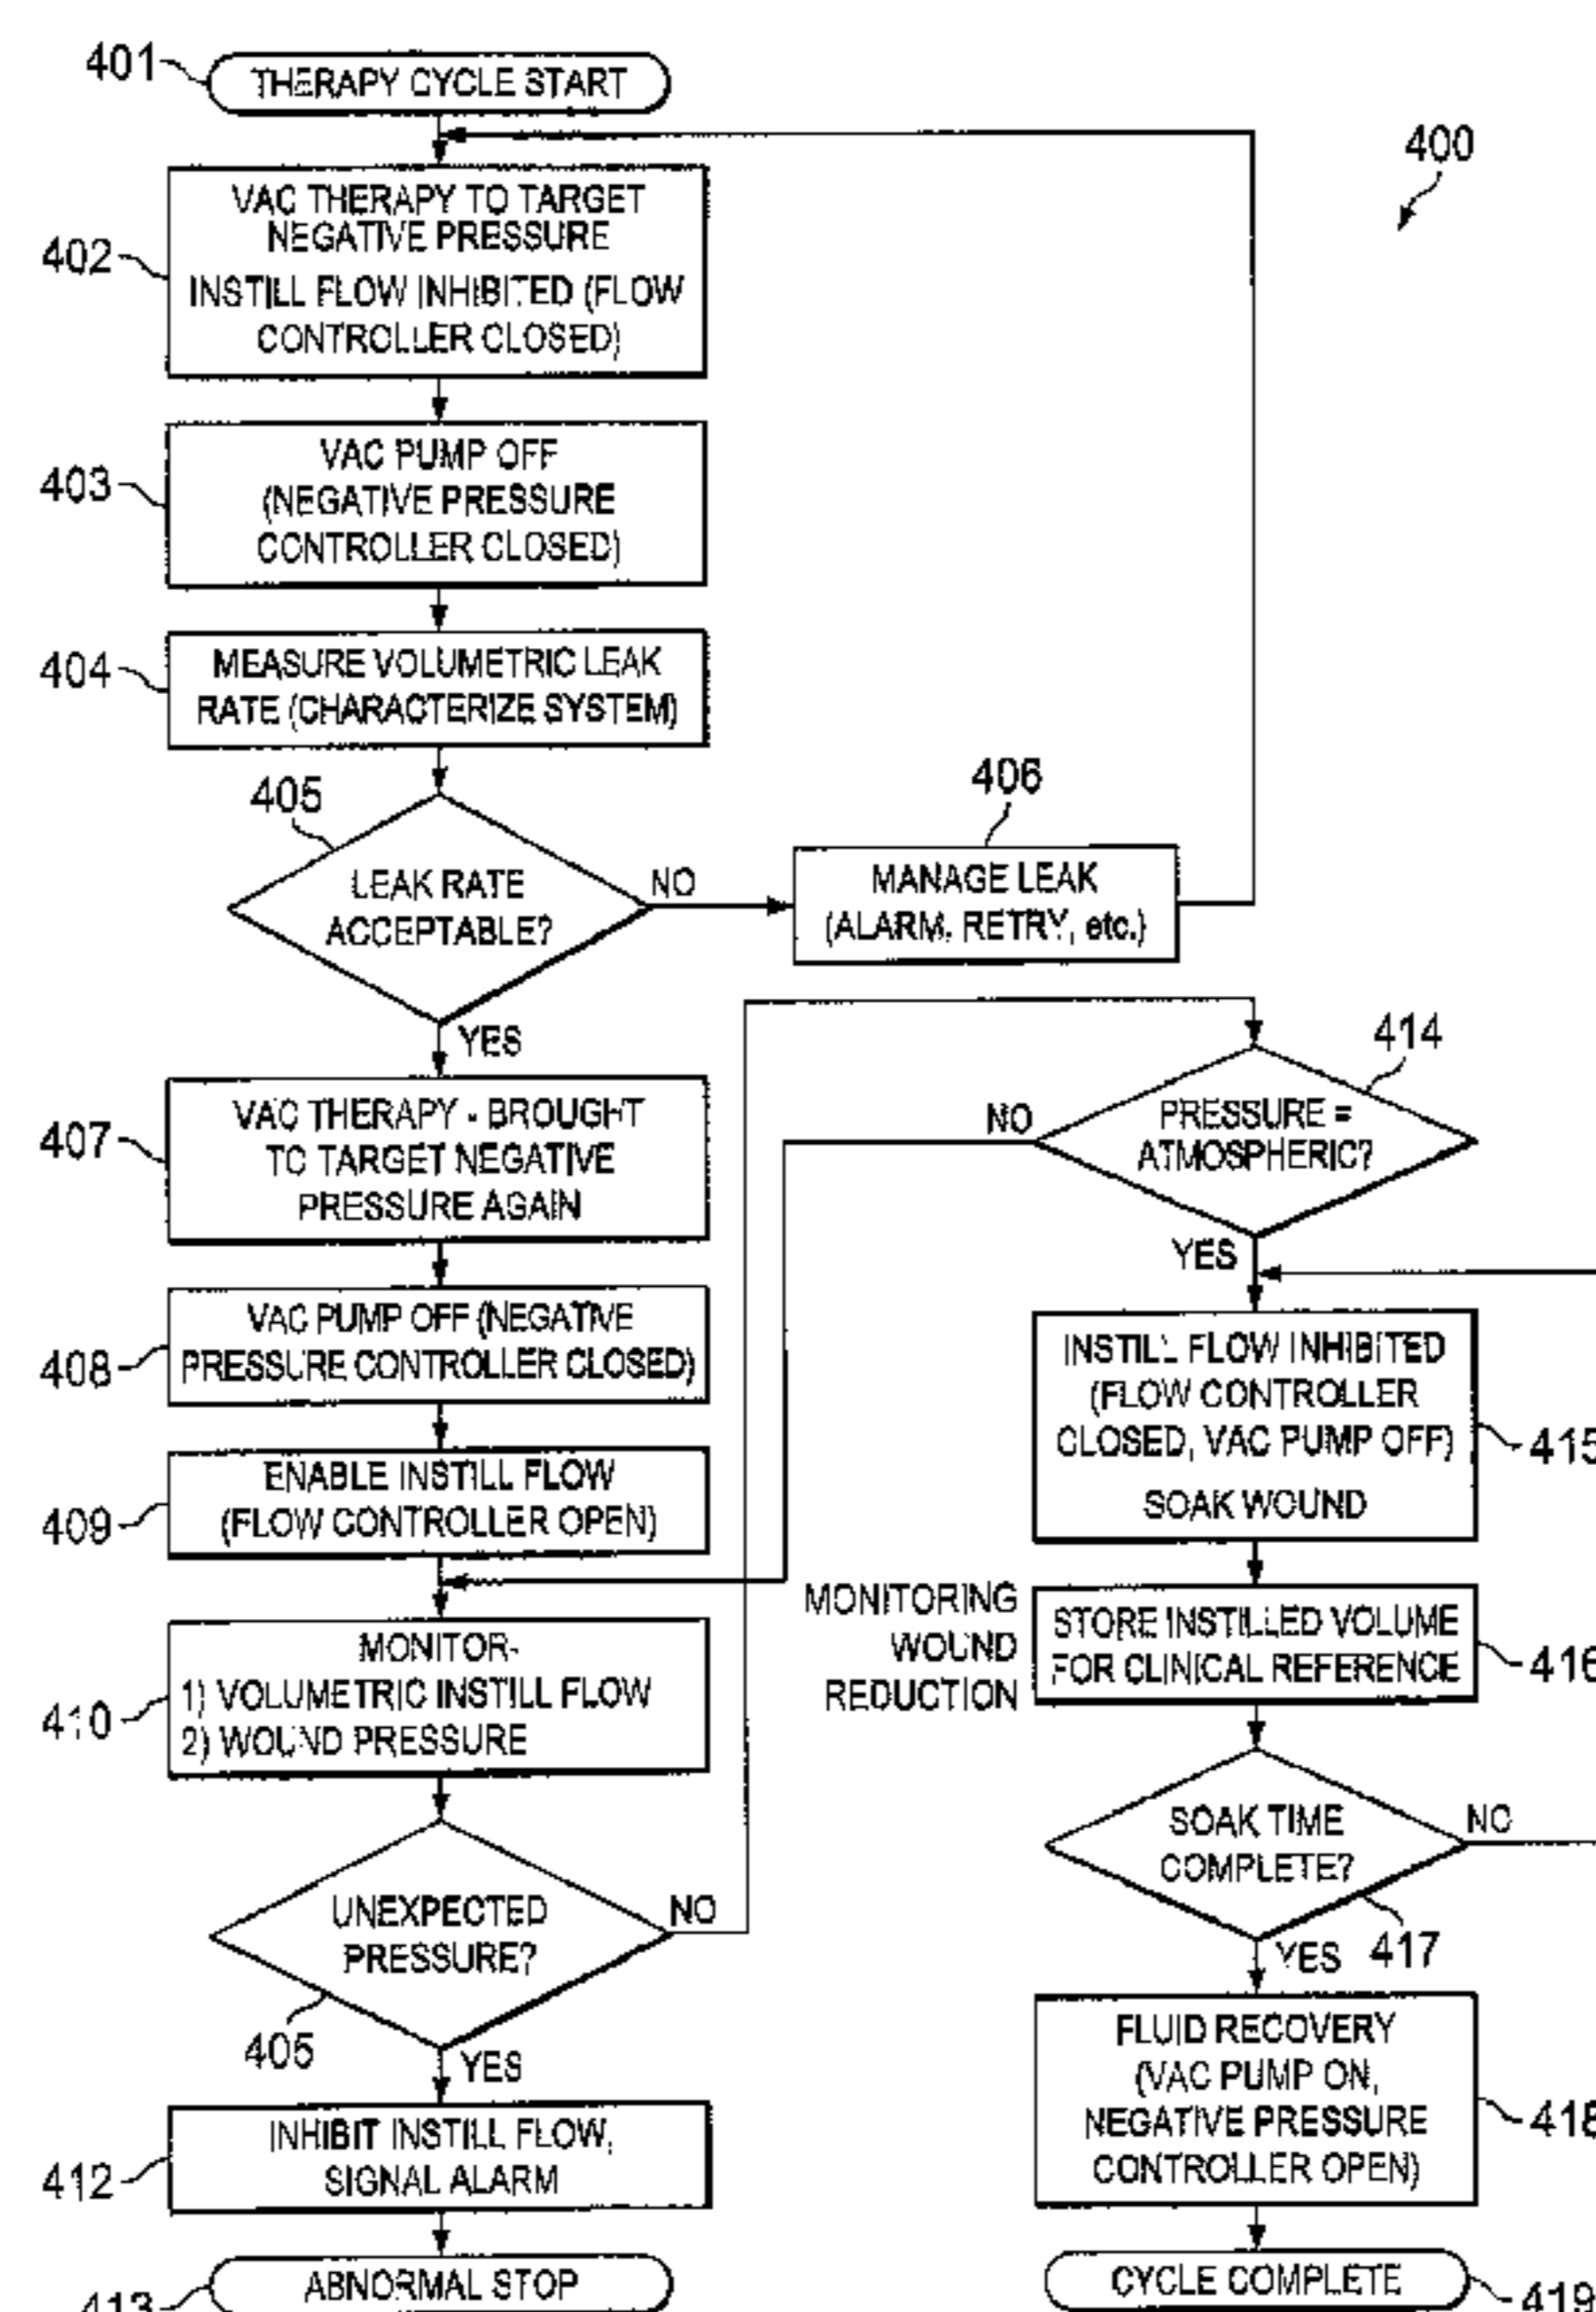 401
THERAPY CYCLE START
400
402
VAC THERAPY TO TARGET
NEGATIVE PRESSURE
INSTILL FLOW INHIBITED (FLOW
CONTROLLER CLOSED)
403
VAC PUMP OFF
(NEGATIVE PRESSURE
CONTROLLER CLOSED)
404
MEASURE VOLUMETRIC LEAK
RATE (CHARACTERIZE SYSTEM)
405
LEAK RATE
ACCEPTABLE?
NO
406
MANAGE LEAK
(ALARM, RETRY, etc.)
YES
407
VAC THERAPY - BROUGHT
TO TARGET NEGATIVE
PRESSURE AGAIN
408
VAC PUMP OFF (NEGATIVE
PRESSURE CONTROLLER CLOSED)
409
ENABLE INSTILL FLOW
(FLOW CONTROLLER OPEN)
410
MONITOR-
1) VOLUMETRIC INSTILL FLOW
2) WOUND PRESSURE
UNEXPECTED
PRESSURE?
NO
405
YES
412
INHIBIT INSTILL FLOW,
SIGNAL ALARM
413
ABNORMAL STOP
414
PRESSURE =
ATMOSPHERIC?
NO
YES
INSTILL FLOW INHIBITED
(FLOW CONTROLLER
CLOSED, VAC PUMP OFF)
SOAK WOUND
415
MONITORING
WOUND
REDUCTION
STORE INSTILLED VOLUME
FOR CLINICAL REFERENCE
416
SOAK TIME
COMPLETE?
NO
417
YES
FLUID RECOVERY
(VAC PUMP ON,
NEGATIVE PRESSURE
CONTROLLER OPEN)
418
CYCLE COMPLETE
419